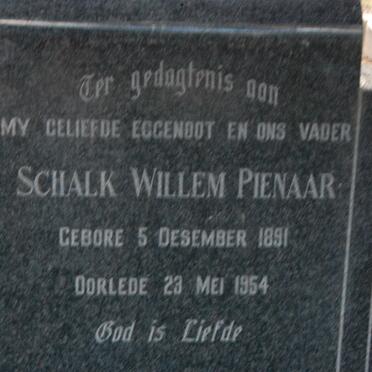 Ter gedagtenis aan
MY GELIEFDE EGGENOOT EN ONS VADER
SCHALK WILLEM PIENAAR
GEBORE 5 DESEMBER 1891
OORLEDE 23 MEI 1954
God is Liefde